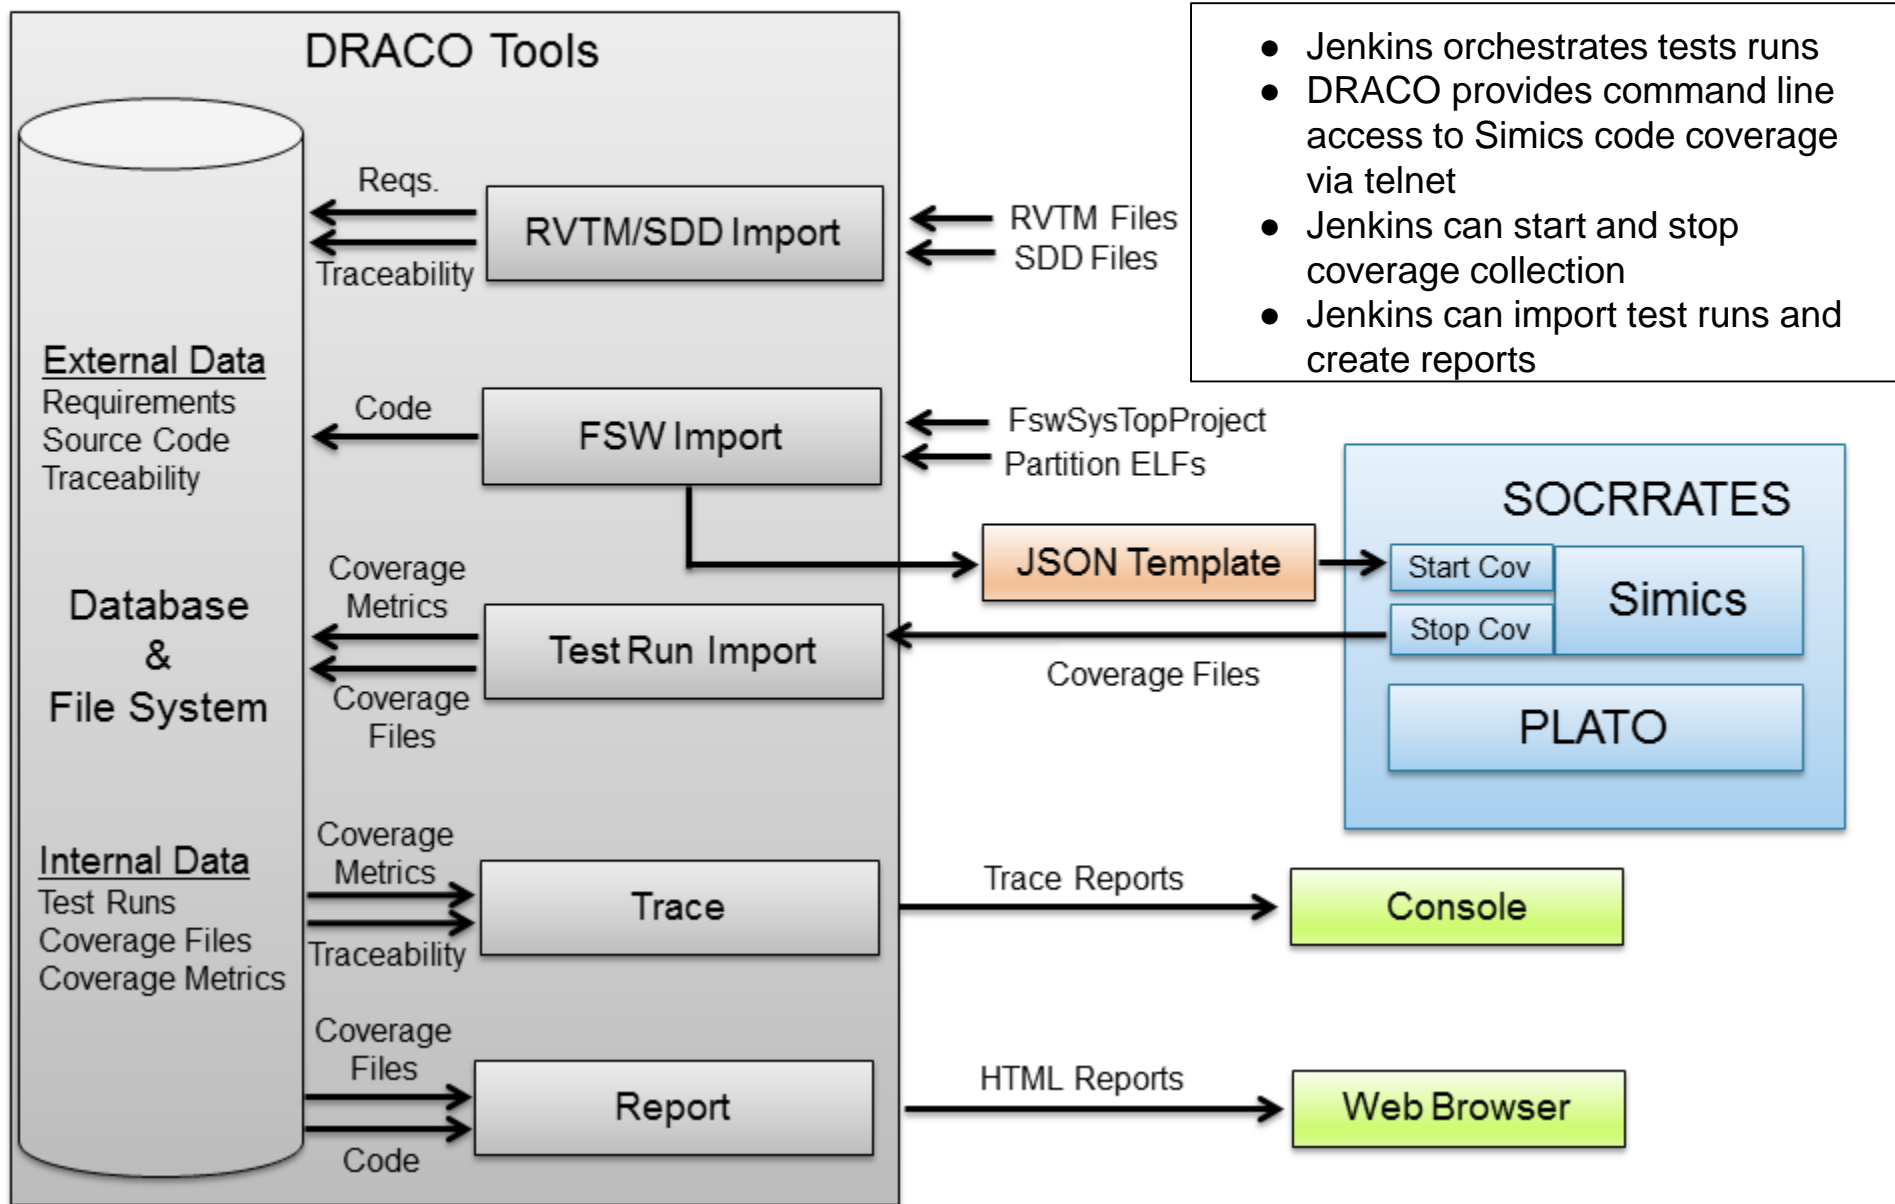 DRACO Tools
● Jenkins orchestrates tests runs
● DRACO provides command line
access to Simics code coverage
via telnet
● Jenkins can start and stop
coverage collection
● Jenkins can import test runs and
create reports
Reqs.
Traceability
RVTM/SDD Import
RVTM Files
SDD Files
External Data
Requirements
Source Code
Traceability
Code
FSW Import
FswSysTopProject
Partition ELFs
SOCRRATES
JSON Template
Start Cov
Stop Cov
Simics
PLATO
Database
&
File System
Coverage
Metrics
Coverage
Files
Test Run Import
Coverage Files
Internal Data
Test Runs
Coverage Files
Coverage Metrics
Coverage
Metrics
Traceability
Trace
Trace Reports
Console
Coverage
Files
Code
Report
HTML Reports
Web Browser